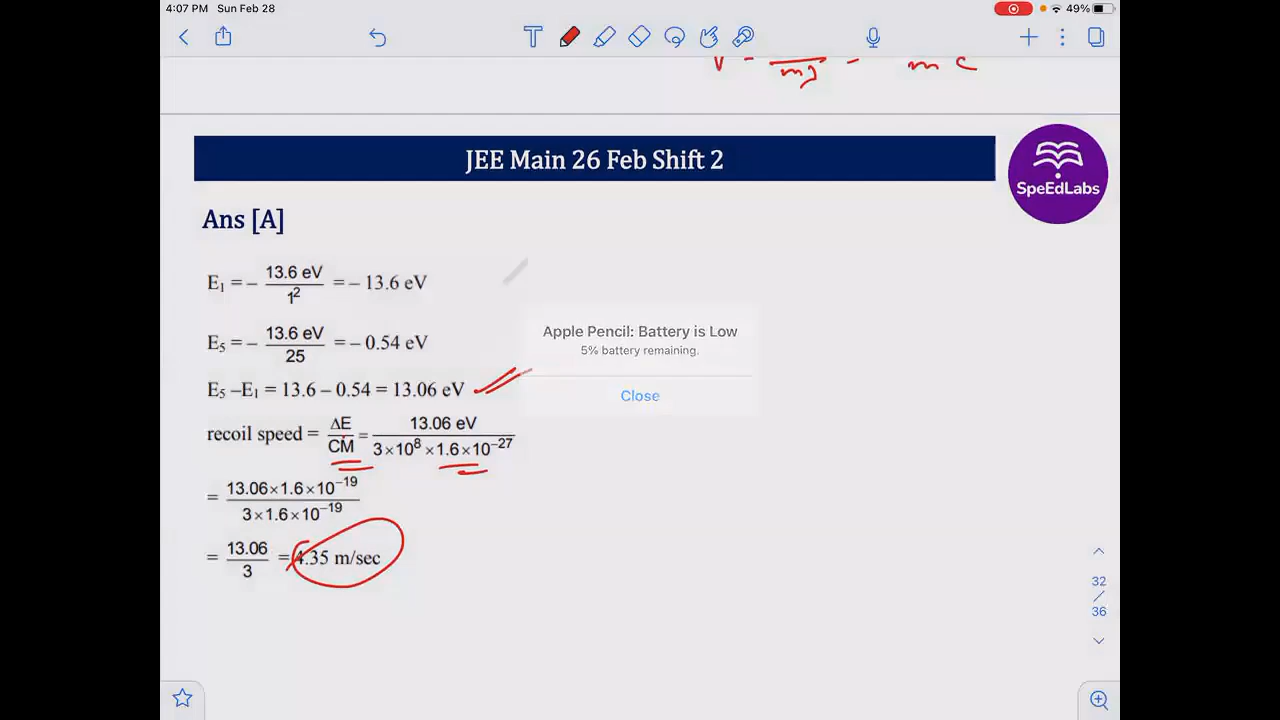 4:07 PM Sun Feb 28
49%
T
m c
JEE Main 26 Feb Shift 2
SpeEdLabs
Ans [A]
E₁ = − 13.6 eV / 1² = − 13.6 eV
E₅ = − 13.6 eV / 25 = − 0.54 eV
E₅ –E₁ = 13.6 – 0.54 = 13.06 eV
recoil speed = ΔE / CM = 13.06 eV / 3×10⁸ ×1.6×10⁻²⁷
= 13.06×1.6×10⁻¹⁹ / 3×1.6×10⁻¹⁹
= 13.06 / 3 = 4.35 m/sec
Apple Pencil: Battery is Low
5% battery remaining.
Close
32
/
36